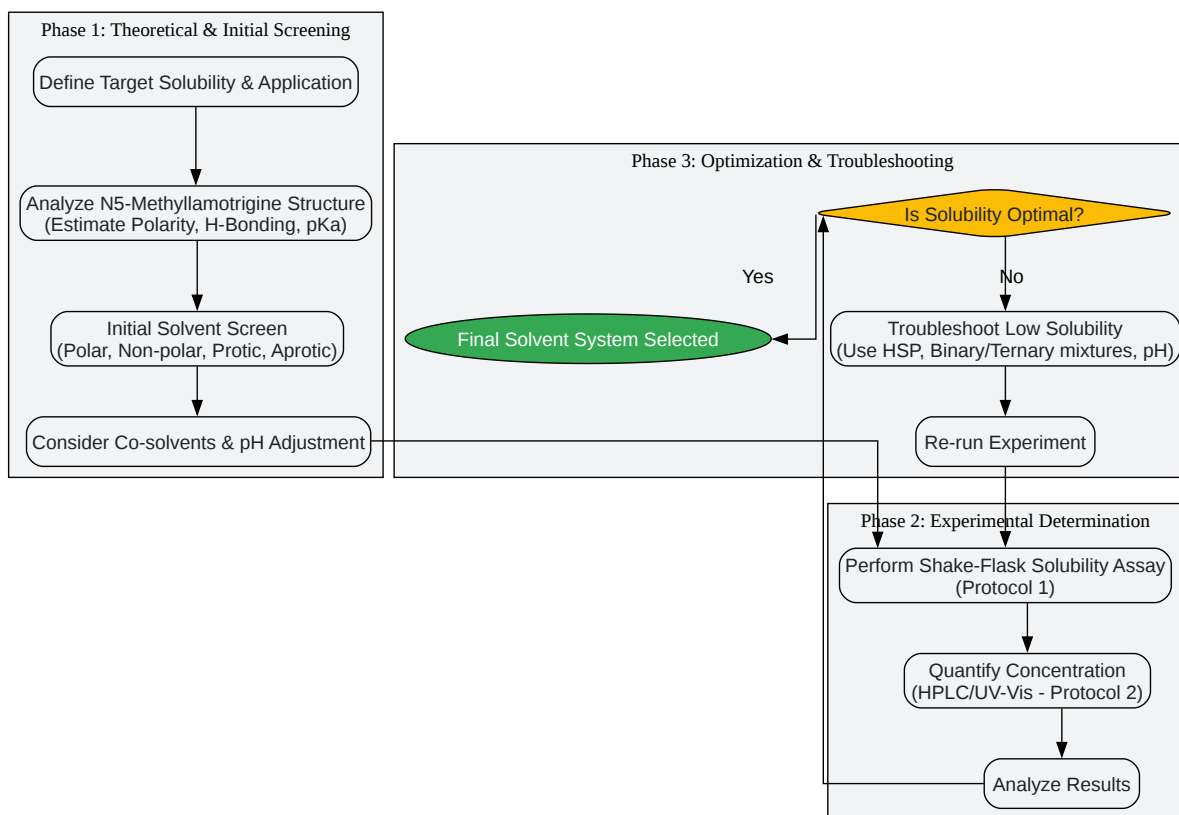 Phase 1: Theoretical & Initial Screening
Define Target Solubility & Application
Analyze N5-Methyllamotrigine Structure
(Estimate Polarity, H-Bonding, pKa)
Initial Solvent Screen
(Polar, Non-polar, Protic, Aprotic)
Consider Co-solvents & pH Adjustment
Phase 3: Optimization & Troubleshooting
Is Solubility Optimal?
Yes
No
Final Solvent System Selected
Troubleshoot Low Solubility
(Use HSP, Binary/Ternary mixtures, pH)
Re-run Experiment
Phase 2: Experimental Determination
Perform Shake-Flask Solubility Assay
(Protocol 1)
Quantify Concentration
(HPLC/UV-Vis - Protocol 2)
Analyze Results